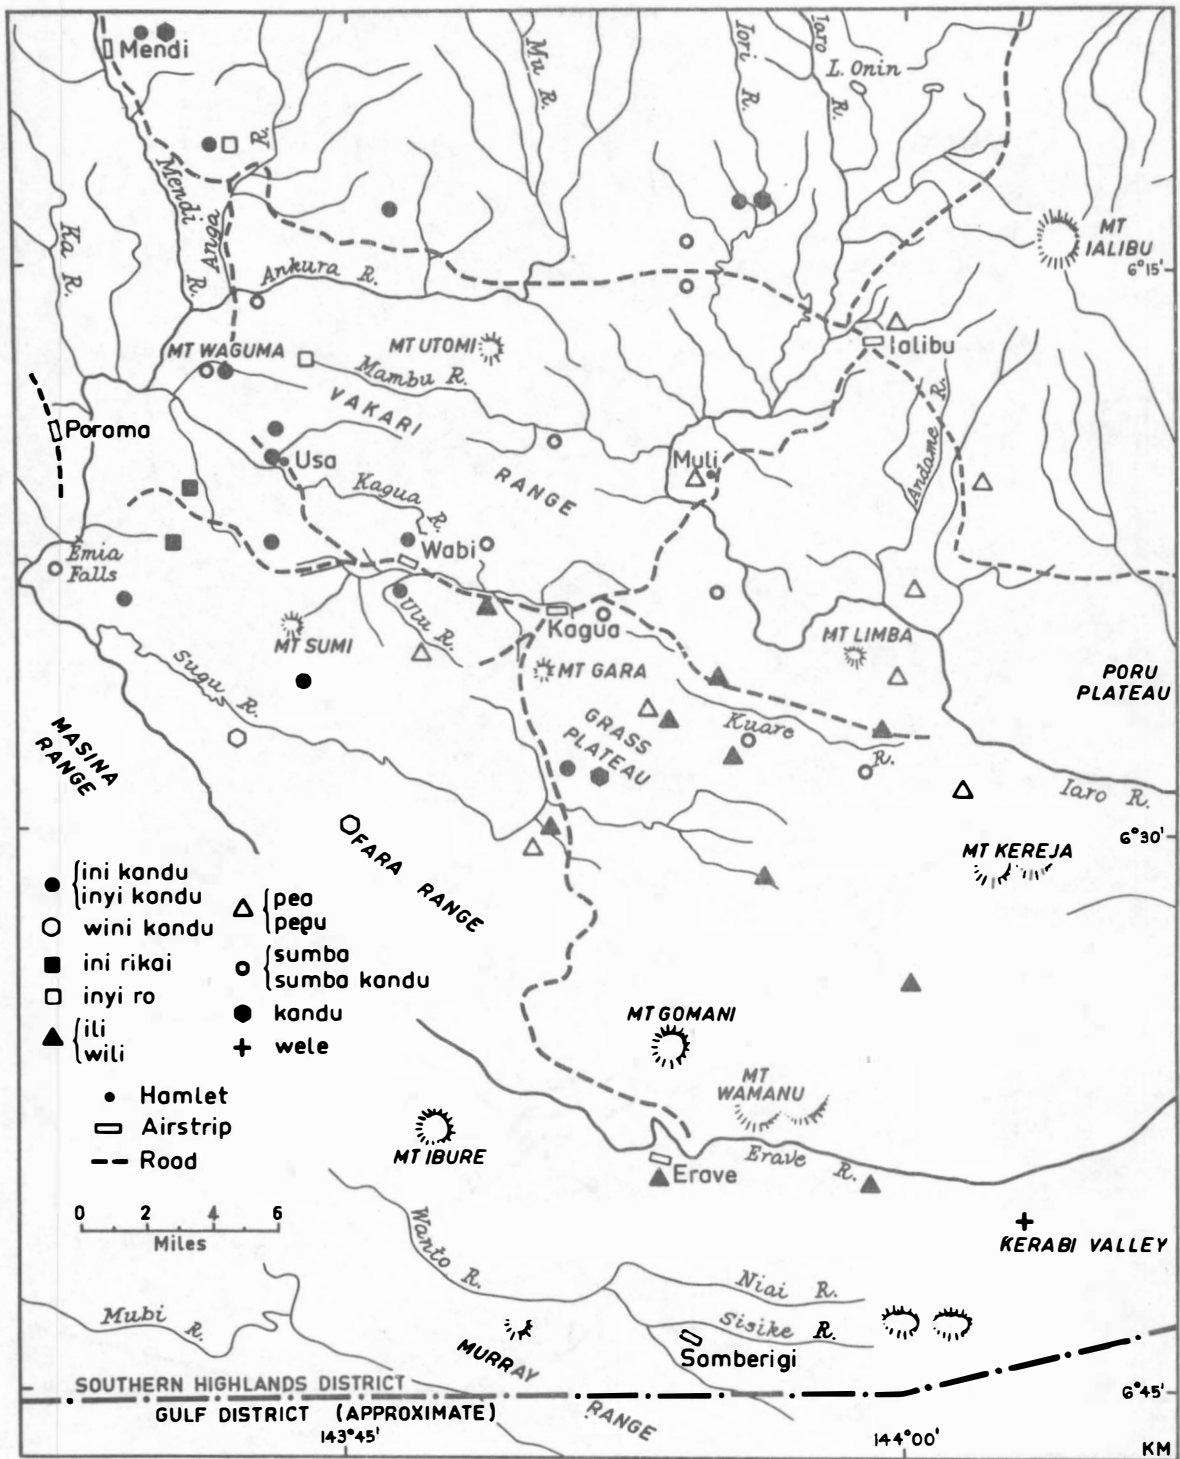 Mendi
Mu R.
Iori R.
Iaro R.
L. Onin
R.
Mendi R.
Anga
Ka R.
MT IALIBU
6°15'
Ankura R.
MT WAGUMA
MT UTOMI
Mambu R.
Ialibu
VAKARI
RANGE
Porama
Usa
Muli
Andame R.
Kagua R.
Emia Falls
Wabi
Ulu R.
Kagua
MT SUMI
MT LIMBA
MT GARA
Sugu R.
PORU PLATEAU
MASINA RANGE
GRASS PLATEAU
Kuare R.
Iaro R.
6°30'
FARA RANGE
MT KEREJA
ini kandu
inyi kandu
wini kandu
ini rikai
inyi ro
ili
wili
pea
pepu
sumba
sumba kandu
kandu
wele
Hamlet
Airstrip
Road
0 2 4 6
Miles
MT GOMANI
MT WAMANU
MT IBURE
Erave
Erave R.
KERABI VALLEY
Wanto R.
Niai R.
Sisike R.
Mubi R.
MURRAY
RANGE
Samberigi
SOUTHERN HIGHLANDS DISTRICT
GULF DISTRICT (APPROXIMATE)
6°45'
143°45'
144°00'
KM